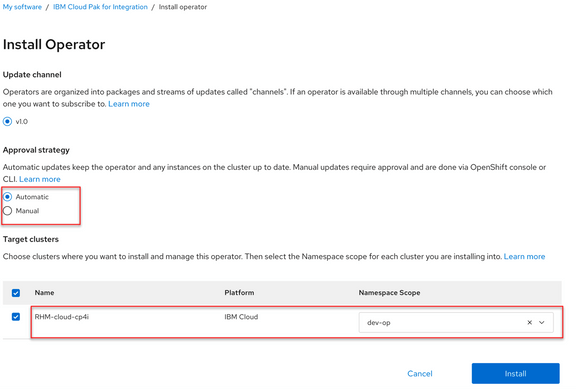 My software / IBM Cloud Pak for Integration / Install operator
Install Operator
Update channel
Operators are organized into packages and streams of updates called "channels". If an operator is available through multiple channels, you can choose which
one you want to subscribe to. Learn more
v1.0
Approval strategy
Automatic updates keep the operator and any instances on the cluster up to date. Manual updates require approval and are done via OpenShift console or
CLI. Learn more
Automatic
Manual
Target clusters
Choose clusters where you want to install and manage this operator. Then select the Namespace scope for each cluster you are installing into. Learn more
Name Platform Namespace Scope
RHM-cloud-cp4i IBM Cloud dev-op
Cancel Install